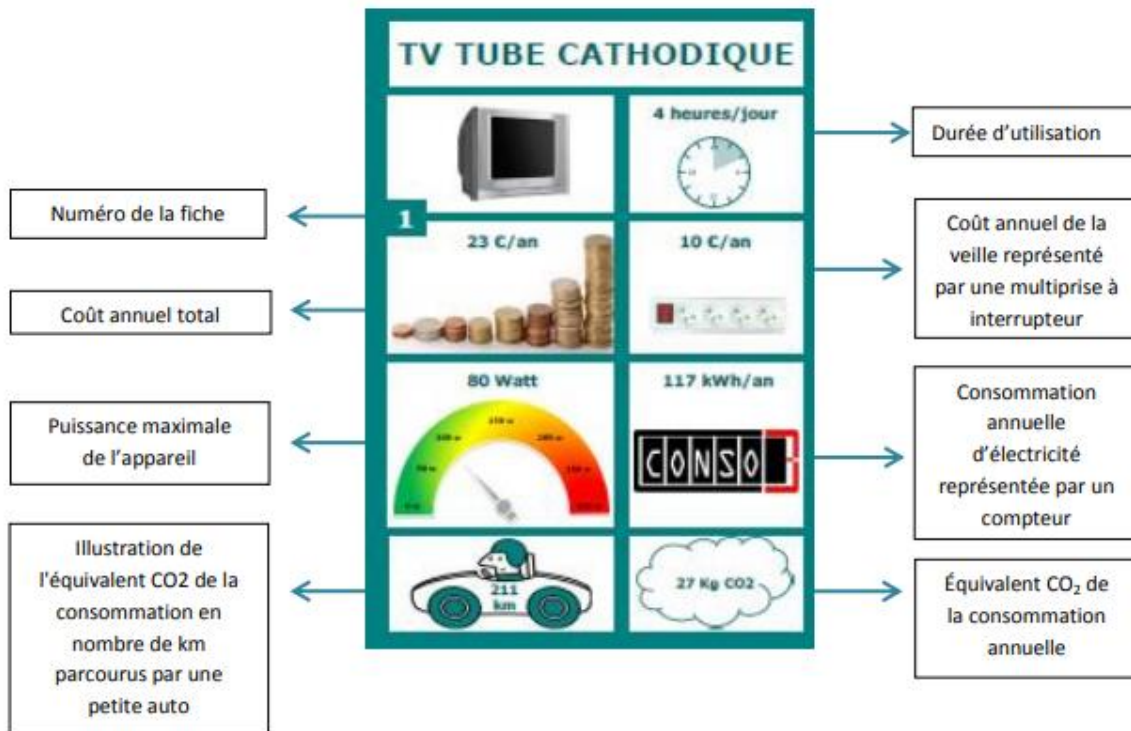 TV TUBE CATHODIQUE
4 heures/jour
Durée d'utilisation
Numéro de la fiche
1
23 C/an
10 C/an
Coût annuel de la
veille représenté
par une multiprise à
interrupteur
Coût annuel total
80 Watt
117 kWh/an
Puissance maximale
de l'appareil
CONSO
Consommation
annuelle
d'électricité
représentée par un
compteur
Illustration de
l'équivalent CO2 de la
consommation en
nombre de km
parcourus par une
petite auto
211
km
27 Kg CO2
Équivalent CO₂ de
la consommation
annuelle